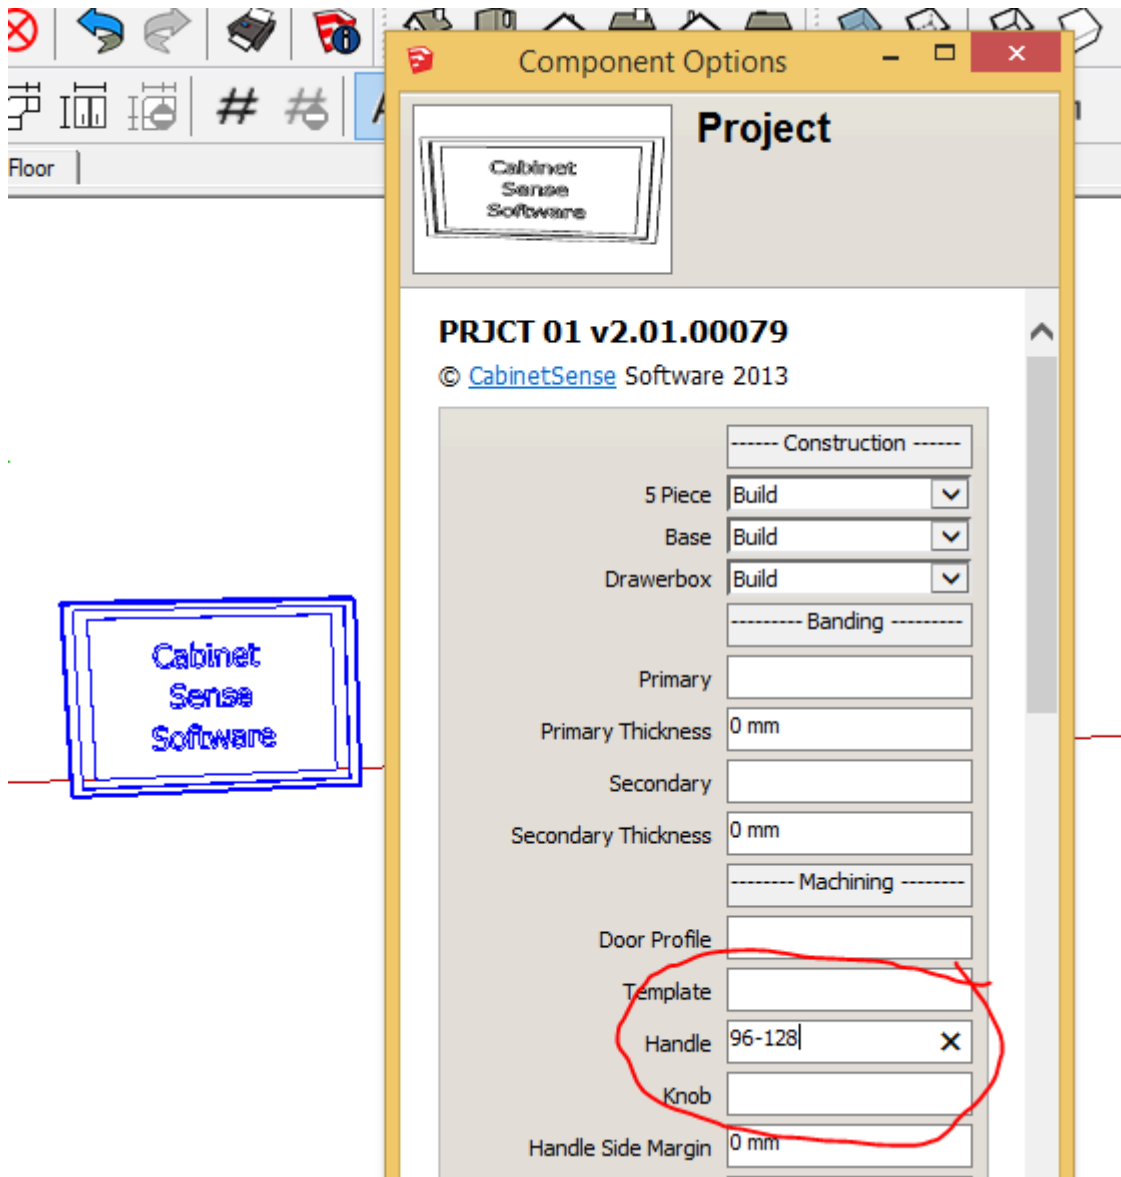 Component Options
Floor
Cabinet
Sense
Software
Project
PRJCT 01 v2.01.00079
© CabinetSense Software 2013
------ Construction ------
5 Piece Build
Base Build
Drawerbox Build
--------- Banding ---------
Primary
Primary Thickness 0 mm
Secondary
Secondary Thickness 0 mm
-------- Machining --------
Door Profile
Template
Handle 96-128
Knob
Handle Side Margin 0 mm
Cabinet
Sense
Software